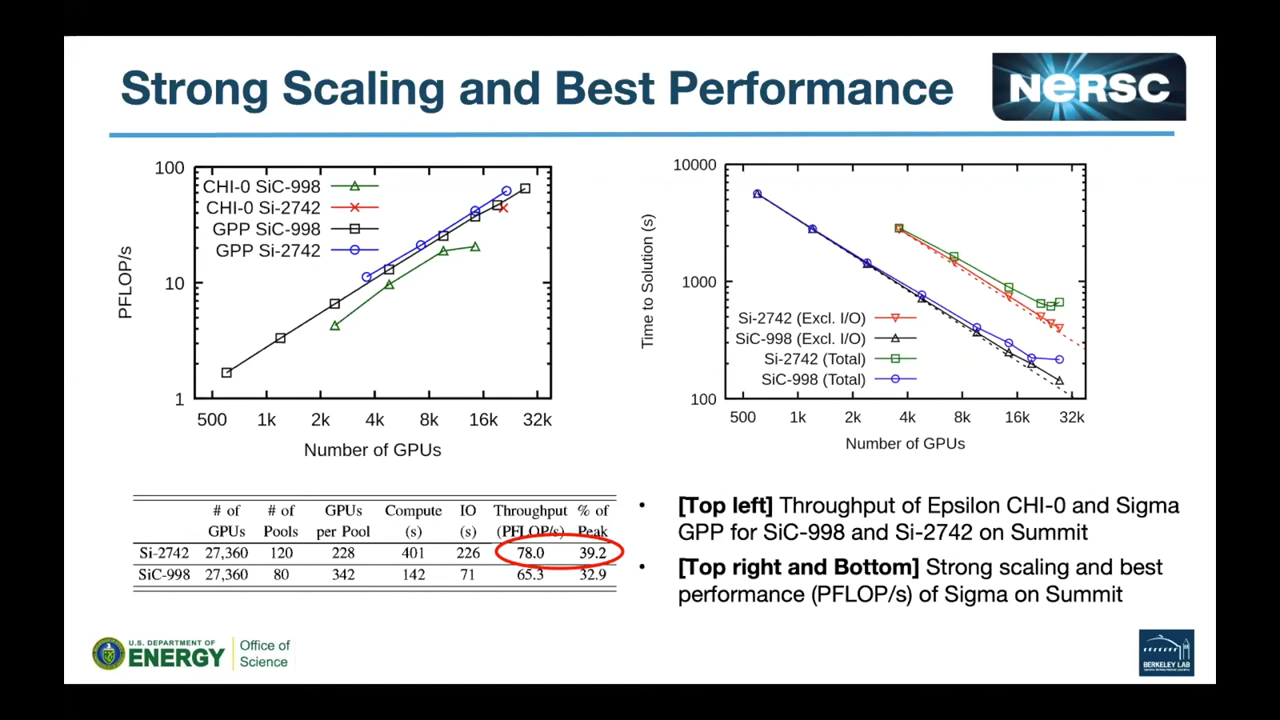 Strong Scaling and Best Performance
NERSC
100
10
1
PFLOP/s
CHI-0 SiC-998
CHI-0 Si-2742
GPP SiC-998
GPP Si-2742
500 1k 2k 4k 8k 16k 32k
Number of GPUs
10000
1000
100
Time to Solution (s)
Si-2742 (Excl. I/O)
SiC-998 (Excl. I/O)
Si-2742 (Total)
SiC-998 (Total)
500 1k 2k 4k 8k 16k 32k
Number of GPUs
# of # of GPUs Compute IO Throughput % of
GPUs Pools per Pool (s) (s) (PFLOP/s) Peak
Si-2742 27,360 120 228 401 226 78.0 39.2
SiC-998 27,360 80 342 142 71 65.3 32.9
• [Top left] Throughput of Epsilon CHI-0 and Sigma
GPP for SiC-998 and Si-2742 on Summit
• [Top right and Bottom] Strong scaling and best
performance (PFLOP/s) of Sigma on Summit
U.S. DEPARTMENT OF
ENERGY
Office of
Science
BERKELEY LAB